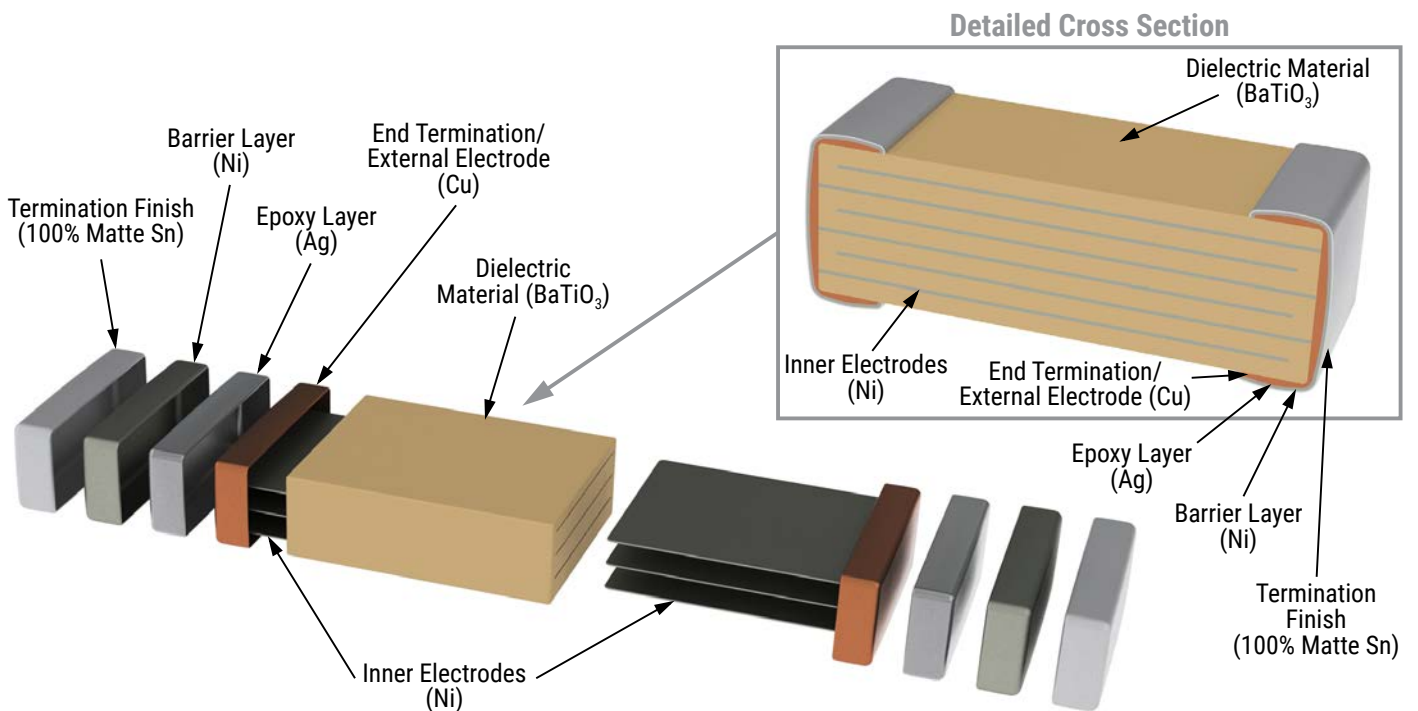 Detailed Cross Section
Dielectric Material
(BaTiO₃)
Inner Electrodes
(Ni)
End Termination/
External Electrode (Cu)
Epoxy Layer
(Ag)
Barrier Layer
(Ni)
Termination
Finish
(100% Matte Sn)
Termination Finish
(100% Matte Sn)
Barrier Layer
(Ni)
Epoxy Layer
(Ag)
End Termination/
External Electrode
(Cu)
Dielectric
Material (BaTiO₃)
Inner Electrodes
(Ni)